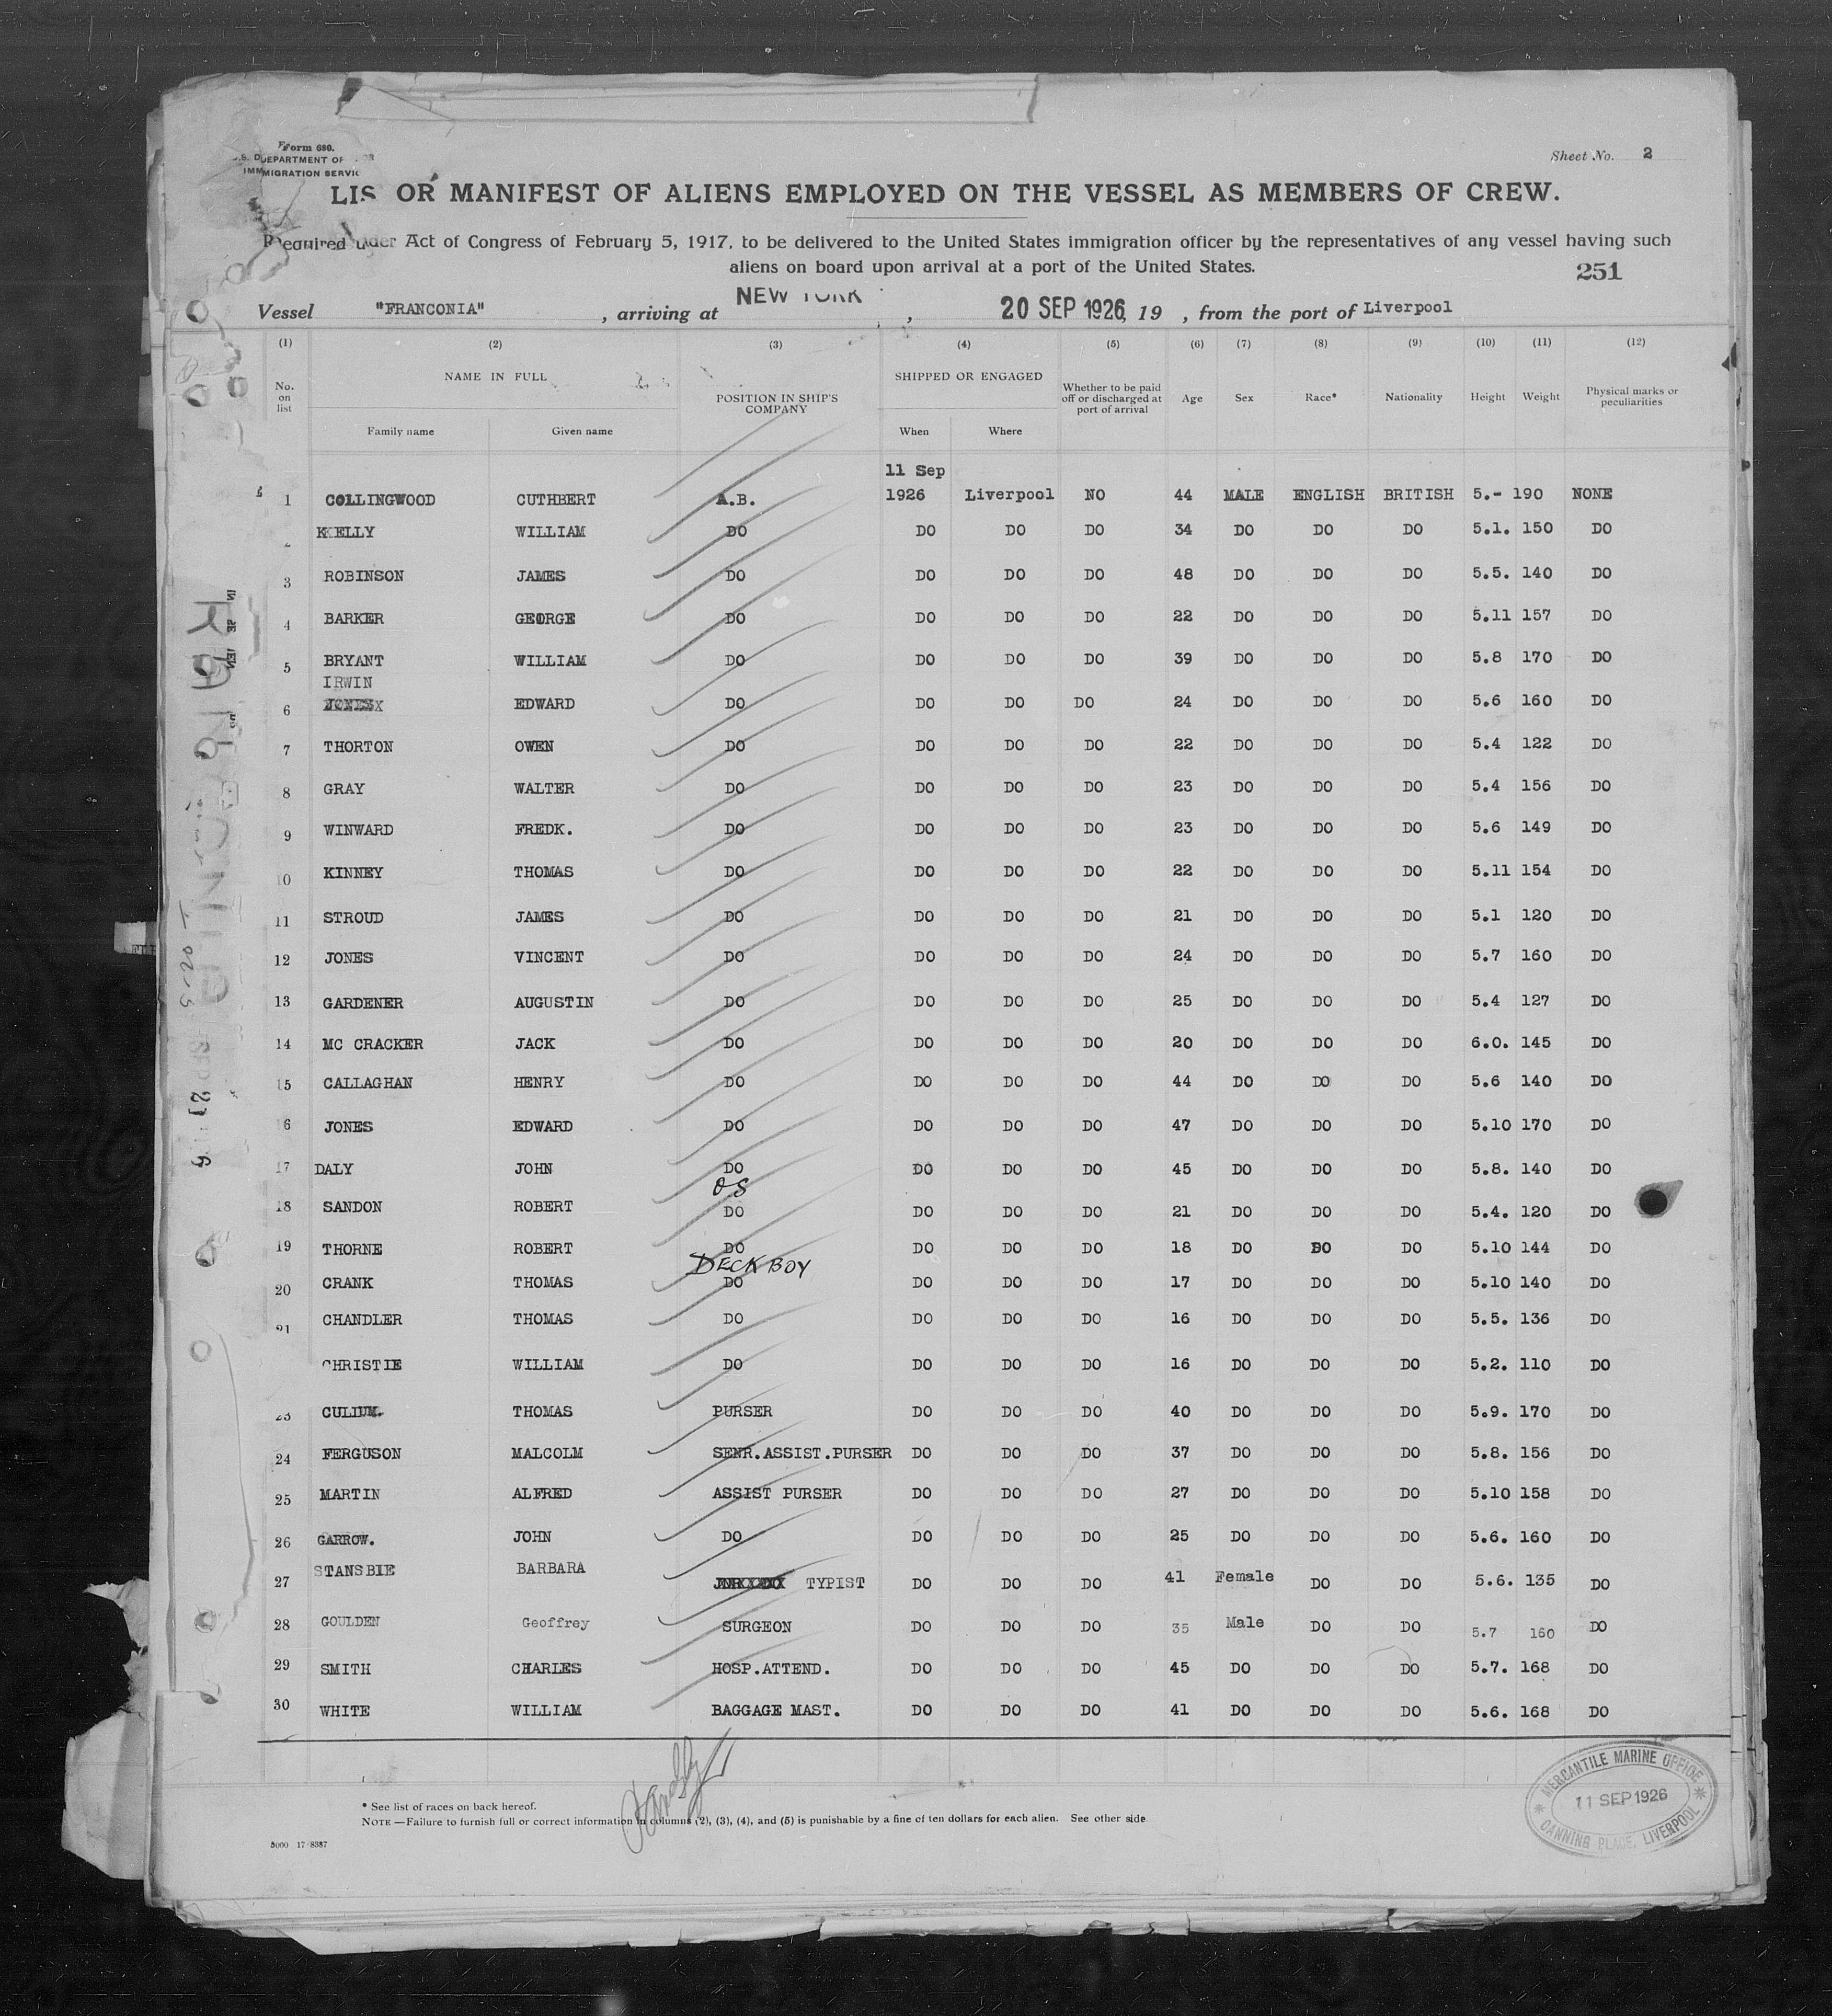 Form 680.
DEPARTMENT OF
IMMIGRATION SERVIC
Sheet No. 2
LIS OR MANIFEST OF ALIENS EMPLOYED ON THE VESSEL AS MEMBERS OF CREW.
Required under Act of Congress of February 5, 1917, to be delivered to the United States immigration officer by the representatives of any vessel having such
aliens on board upon arrival at a port of the United States.
251
Vessel "FRANCONIA", arriving at NEW YORK, 20 SEP 1926, 19 , from the port of Liverpool
(1) (2) (3) (4) (5) (6) (7) (8) (9) (10) (11) (12)
No. on list NAME IN FULL POSITION IN SHIP'S COMPANY SHIPPED OR ENGAGED Whether to be paid off or discharged at port of arrival Age Sex Race* Nationality Height Weight Physical marks or peculiarities
Family name Given name When Where
11 Sep
1 COLLINGWOOD CUTHBERT A.B. 1926 Liverpool NO 44 MALE ENGLISH BRITISH 5.- 190 NONE
KELLY WILLIAM DO DO DO DO 34 DO DO DO 5.1. 150 DO
3 ROBINSON JAMES DO DO DO DO 48 DO DO DO 5.5. 140 DO
4 BARKER GEORGE DO DO DO DO 22 DO DO DO 5.11 157 DO
5 BRYANT WILLIAM DO DO DO DO 39 DO DO DO 5.8 170 DO
IRWIN
6 JONES EDWARD DO DO DO DO 24 DO DO DO 5.6 160 DO
7 THORTON OWEN DO DO DO DO 22 DO DO DO 5.4 122 DO
8 GRAY WALTER DO DO DO DO 23 DO DO DO 5.4 156 DO
9 WINWARD FREDK. DO DO DO DO 23 DO DO DO 5.6 149 DO
10 KINNEY THOMAS DO DO DO DO 22 DO DO DO 5.11 154 DO
11 STROUD JAMES DO DO DO DO 21 DO DO DO 5.1 120 DO
12 JONES VINCENT DO DO DO DO 24 DO DO DO 5.7 160 DO
13 GARDENER AUGUSTIN DO DO DO DO 25 DO DO DO 5.4 127 DO
14 MC CRACKER JACK DO DO DO DO 20 DO DO DO 6.0. 145 DO
15 CALLAGHAN HENRY DO DO DO DO 44 DO DO DO 5.6 140 DO
6 JONES EDWARD DO DO DO DO 47 DO DO DO 5.10 170 DO
17 DALY JOHN DO DO DO DO 45 DO DO DO 5.8. 140 DO
OS
18 SANDON ROBERT DO DO DO DO 21 DO DO DO 5.4. 120 DO
19 THORNE ROBERT DO DO DO DO 18 DO DO DO 5.10 144 DO
DECK BOY
20 CRANK THOMAS DO DO DO DO 17 DO DO DO 5.10 140 DO
21 CHANDLER THOMAS DO DO DO DO 16 DO DO DO 5.5. 136 DO
CHRISTIE WILLIAM DO DO DO DO 16 DO DO DO 5.2. 110 DO
23 CULIUM. THOMAS PURSER DO DO DO 40 DO DO DO 5.9. 170 DO
24 FERGUSON MALCOLM SENR.ASSIST.PURSER DO DO DO 37 DO DO DO 5.8. 156 DO
25 MARTIN ALFRED ASSIST PURSER DO DO DO 27 DO DO DO 5.10 158 DO
26 GARROW. JOHN DO DO DO DO 25 DO DO DO 5.6. 160 DO
27 STANSBIE BARBARA TYPIST DO DO DO 41 Female DO DO 5.6. 135 DO
28 GOULDEN Geoffrey SURGEON DO DO DO 35 Male DO DO 5.7 160 DO
29 SMITH CHARLES HOSP.ATTEND. DO DO DO 45 DO DO DO 5.7. 168 DO
30 WHITE WILLIAM BAGGAGE MAST. DO DO DO 41 DO DO DO 5.6. 168 DO
* See list of races on back hereof.
NOTE—Failure to furnish full or correct information in columns (2), (3), (4), and (5) is punishable by a fine of ten dollars for each alien. See other side
MERCANTILE MARINE OFFICE
11 SEP 1926
CANNING PLACE, LIVERPOOL